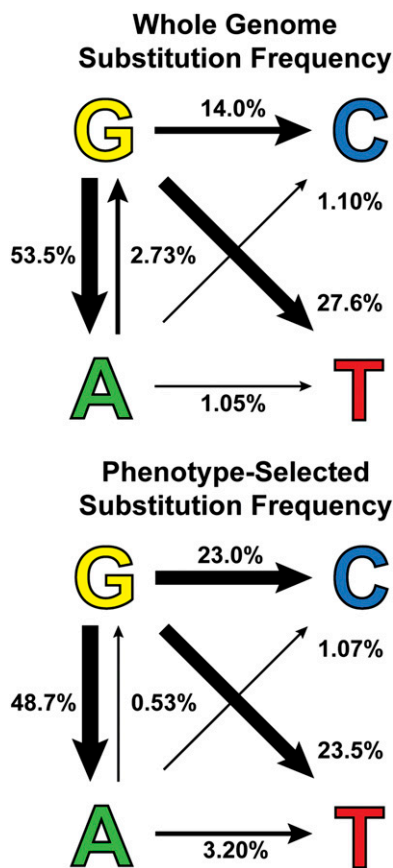 Whole Genome
Substitution Frequency
G 14.0% C
1.10%
53.5% 2.73%
27.6%
A 1.05% T
Phenotype-Selected
Substitution Frequency
G 23.0% C
1.07%
48.7% 0.53%
23.5%
A 3.20% T